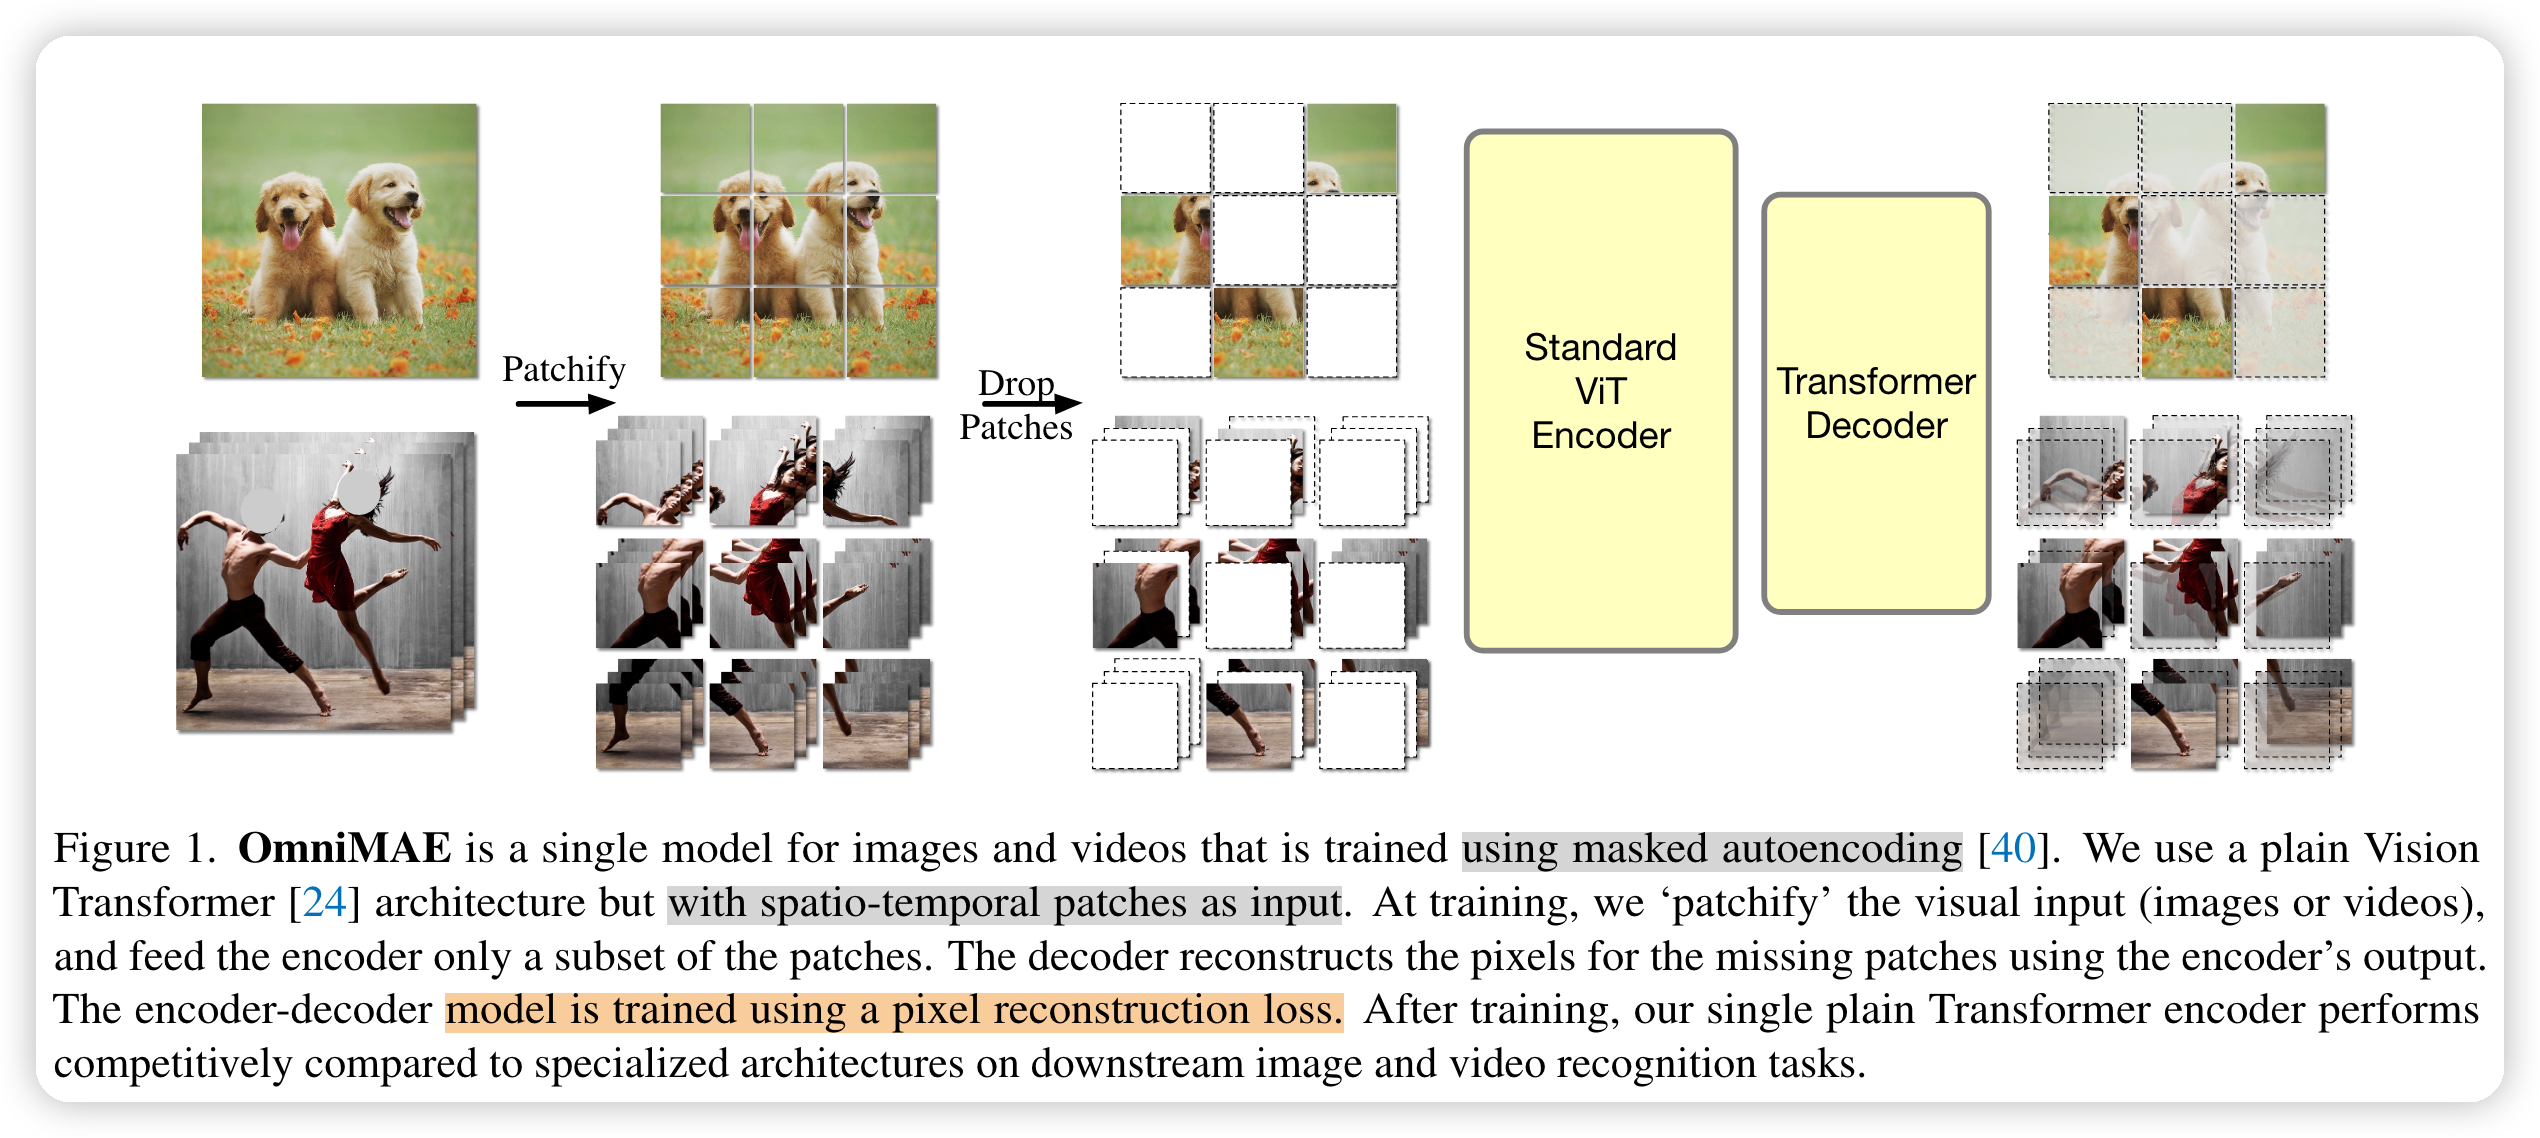 Patchify
Drop
Patches
Standard
ViT
Encoder
Transformer
Decoder
Figure 1. OmniMAE is a single model for images and videos that is trained using masked autoencoding [40]. We use a plain Vision
Transformer [24] architecture but with spatio-temporal patches as input. At training, we ‘patchify’ the visual input (images or videos),
and feed the encoder only a subset of the patches. The decoder reconstructs the pixels for the missing patches using the encoder’s output.
The encoder-decoder model is trained using a pixel reconstruction loss. After training, our single plain Transformer encoder performs
competitively compared to specialized architectures on downstream image and video recognition tasks.